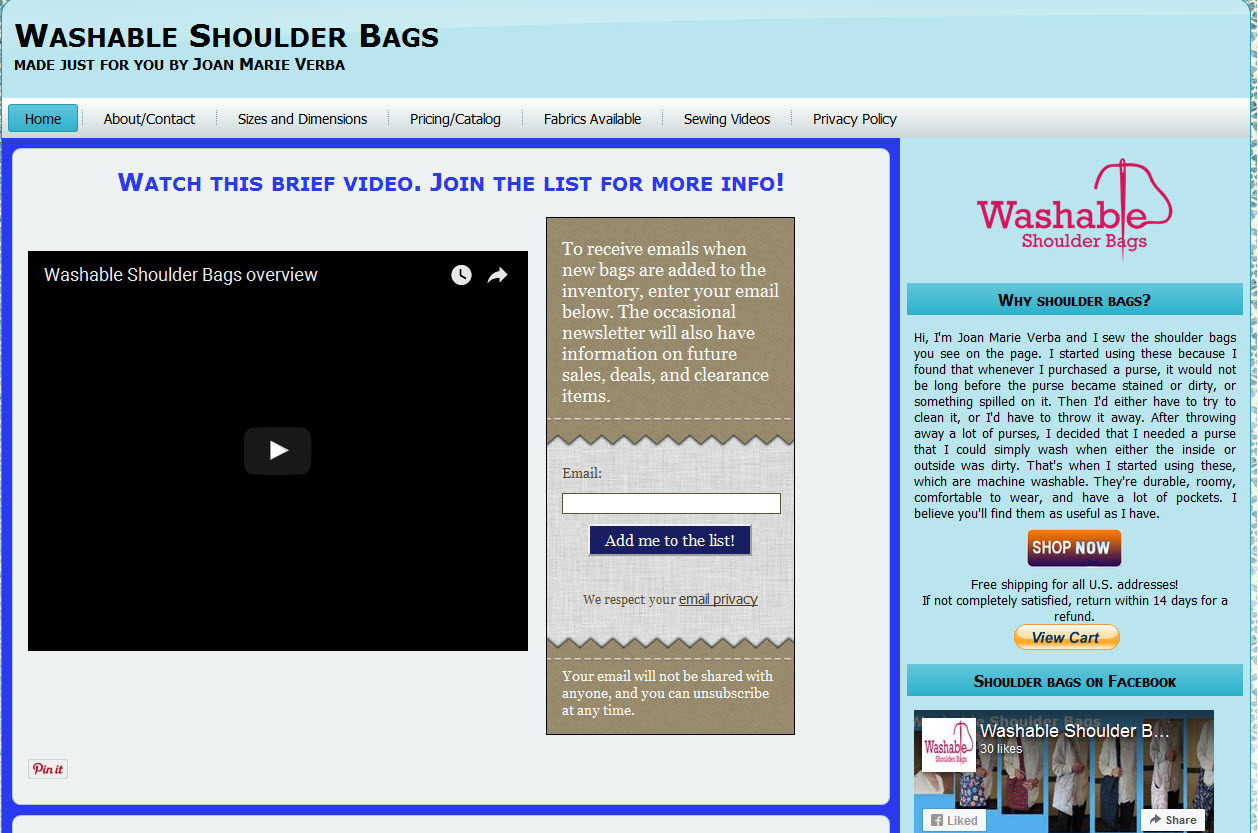 Washable Shoulder Bags
made just for you by Joan Marie Verba
Home
About/Contact
Sizes and Dimensions
Pricing/Catalog
Fabrics Available
Sewing Videos
Privacy Policy
Watch this brief video. Join the list for more info!
Washable Shoulder Bags overview
To receive emails when
new bags are added to the
inventory, enter your email
below. The occasional
newsletter will also have
information on future
sales, deals, and clearance
items.
Email:
Add me to the list!
We respect your email privacy
Your email will not be shared with
anyone, and you can unsubscribe
at any time.
Pin it
Washable
Shoulder Bags
Why shoulder bags?
Hi, I'm Joan Marie Verba and I sew the shoulder bags
you see on the page. I started using these because I
found that whenever I purchased a purse, it would not
be long before the purse became stained or dirty, or
something spilled on it. Then I'd either have to try to
clean it, or I'd have to throw it away. After throwing
away a lot of purses, I decided that I needed a purse
that I could simply wash when either the inside or
outside was dirty. That's when I started using these,
which are machine washable. They're durable, roomy,
comfortable to wear, and have a lot of pockets. I
believe you'll find them as useful as I have.
SHOP NOW
Free shipping for all U.S. addresses!
If not completely satisfied, return within 14 days for a
refund.
View Cart
Shoulder bags on Facebook
Washable Shoulder Bags
Washable Shoulder B...
30 likes
Washable
Shoulder Bags
Liked
Share